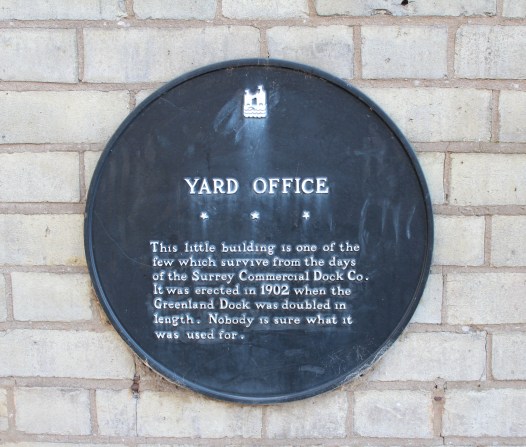 YARD OFFICE
This little building is one of the
few which survive from the days
of the Surrey Commercial Dock Co.
It was erected in 1902 when the
Greenland Dock was doubled in
length. Nobody is sure what it
was used for.